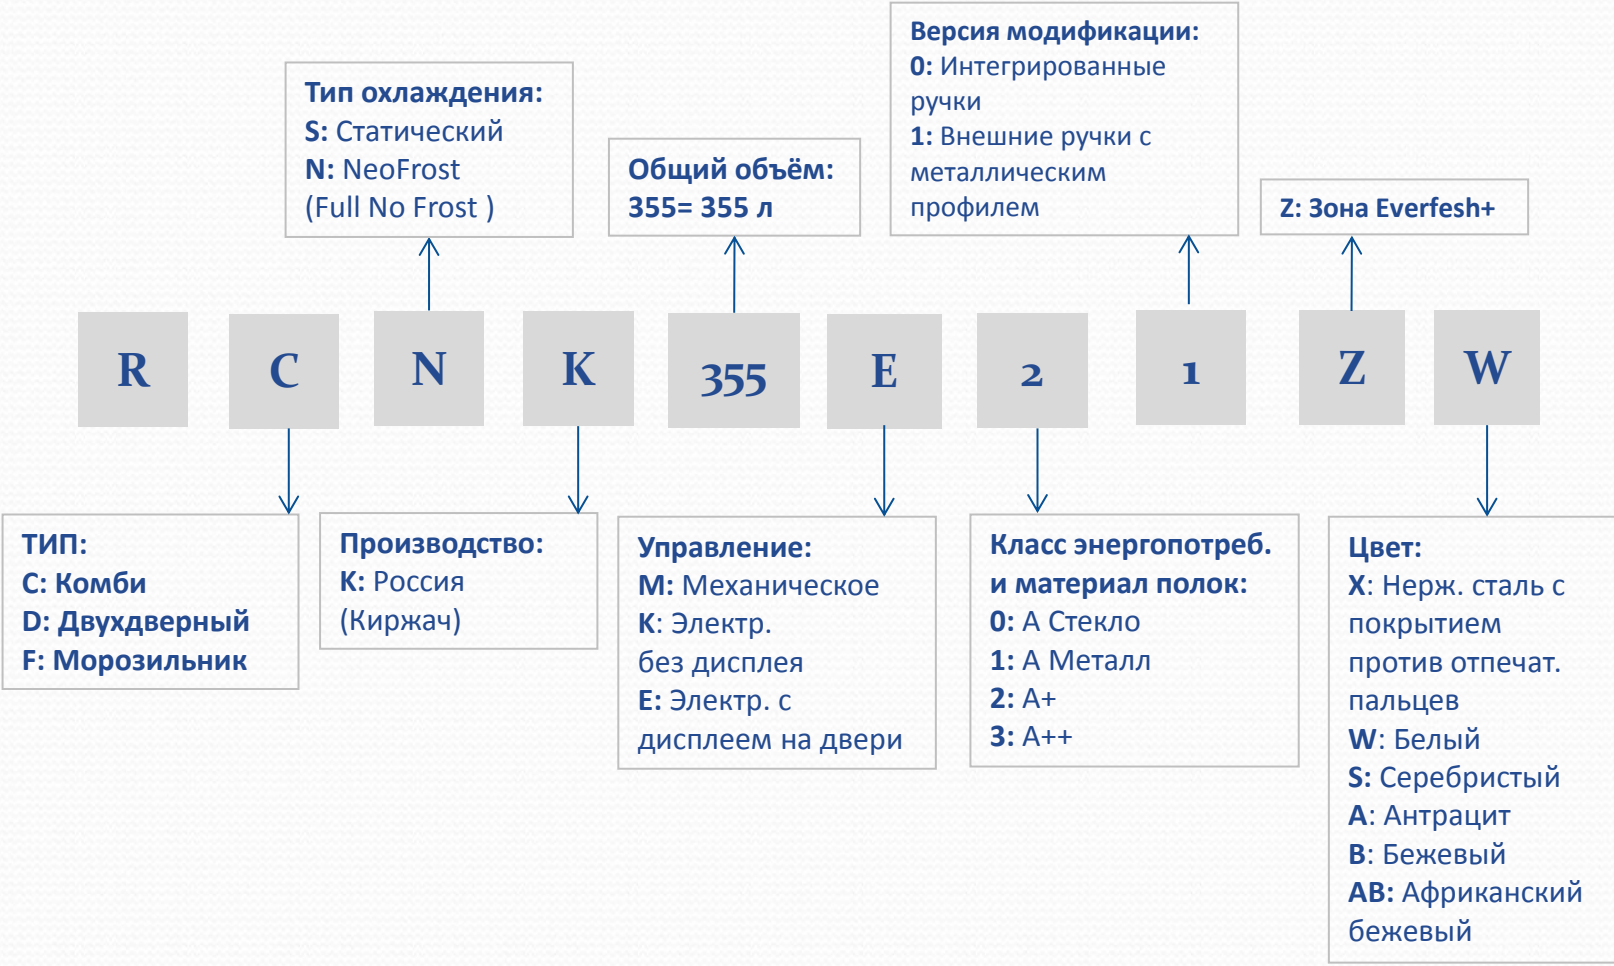 Версия модификации:
0: Интегрированные
ручки
1: Внешние ручки с
металлическим
профилем
Тип охлаждения:
S: Статический
N: NeoFrost
(Full No Frost )
Общий объём:
355= 355 л
Z: Зона Everfesh+
R C N K 355 E 2 1 Z W
ТИП:
C: Комби
D: Двухдверный
F: Морозильник
Производство:
K: Россия
(Киржач)
Управление:
M: Механическое
K: Электр.
без дисплея
E: Электр. с
дисплеем на двери
Класс энергопотреб.
и материал полок:
0: А Стекло
1: А Металл
2: А+
3: А++
Цвет:
X: Нерж. сталь с
покрытием
против отпечат.
пальцев
W: Белый
S: Серебристый
A: Антрацит
B: Бежевый
AB: Африканский
бежевый